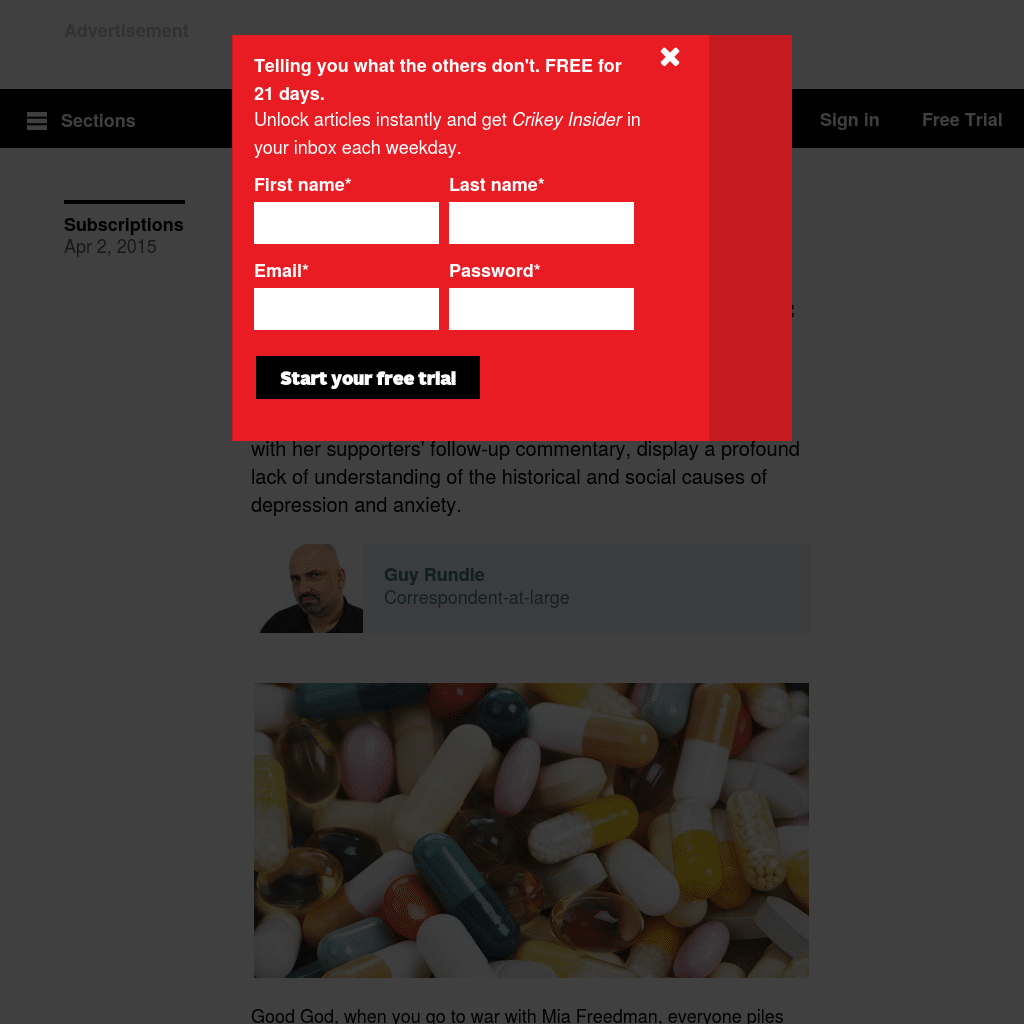 Advertisement
Telling you what the others don't. FREE for
21 days.
Unlock articles instantly and get Crikey Insider in
your inbox each weekday.
Sections
Sign in
Free Trial
First name*
Last name*
Subscriptions
Apr 2, 2015
Email*
Password*
Start your free trial
with her supporters' follow-up commentary, display a profound
lack of understanding of the historical and social causes of
depression and anxiety.
Guy Rundle
Correspondent-at-large
Good God, when you go to war with Mia Freedman, everyone piles